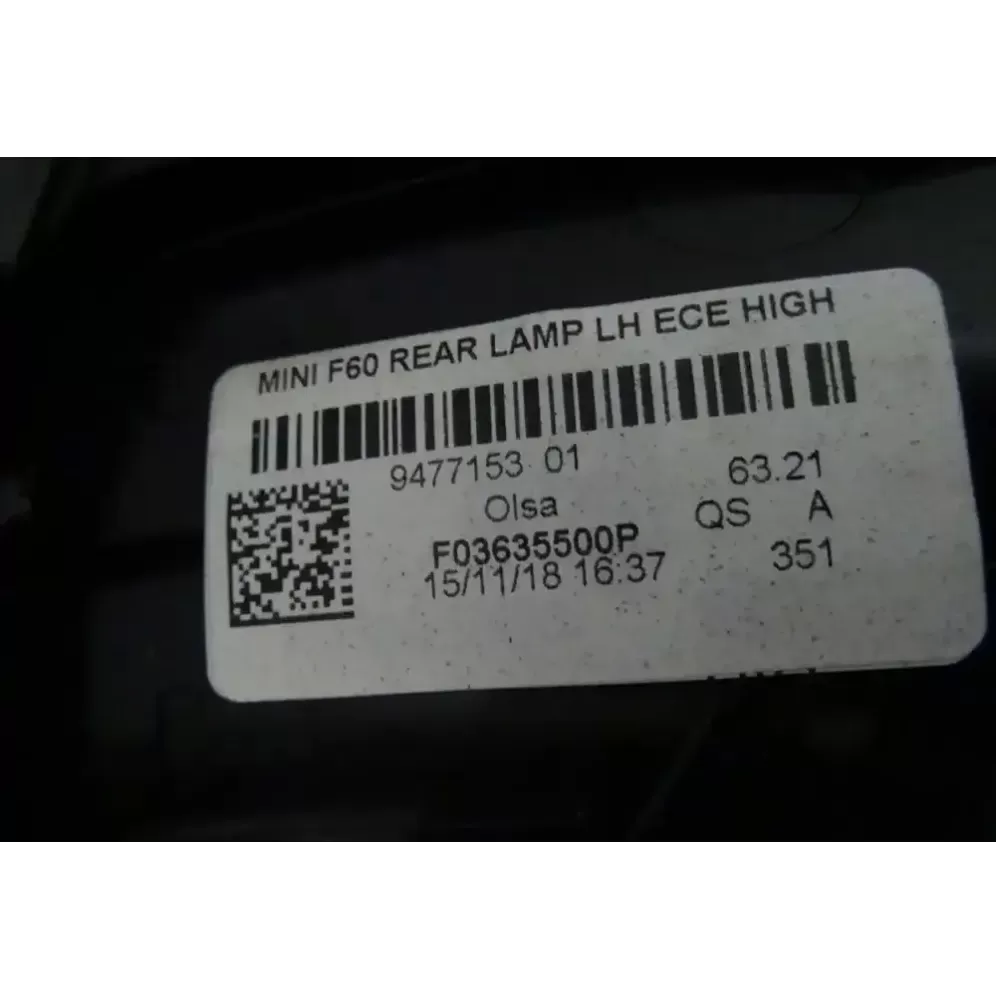 MINI F60 REAR LAMP LH ECE HIGH
9477153 01 63.21
Olsa QS A
F03635500P
15/11/18 16:37 351